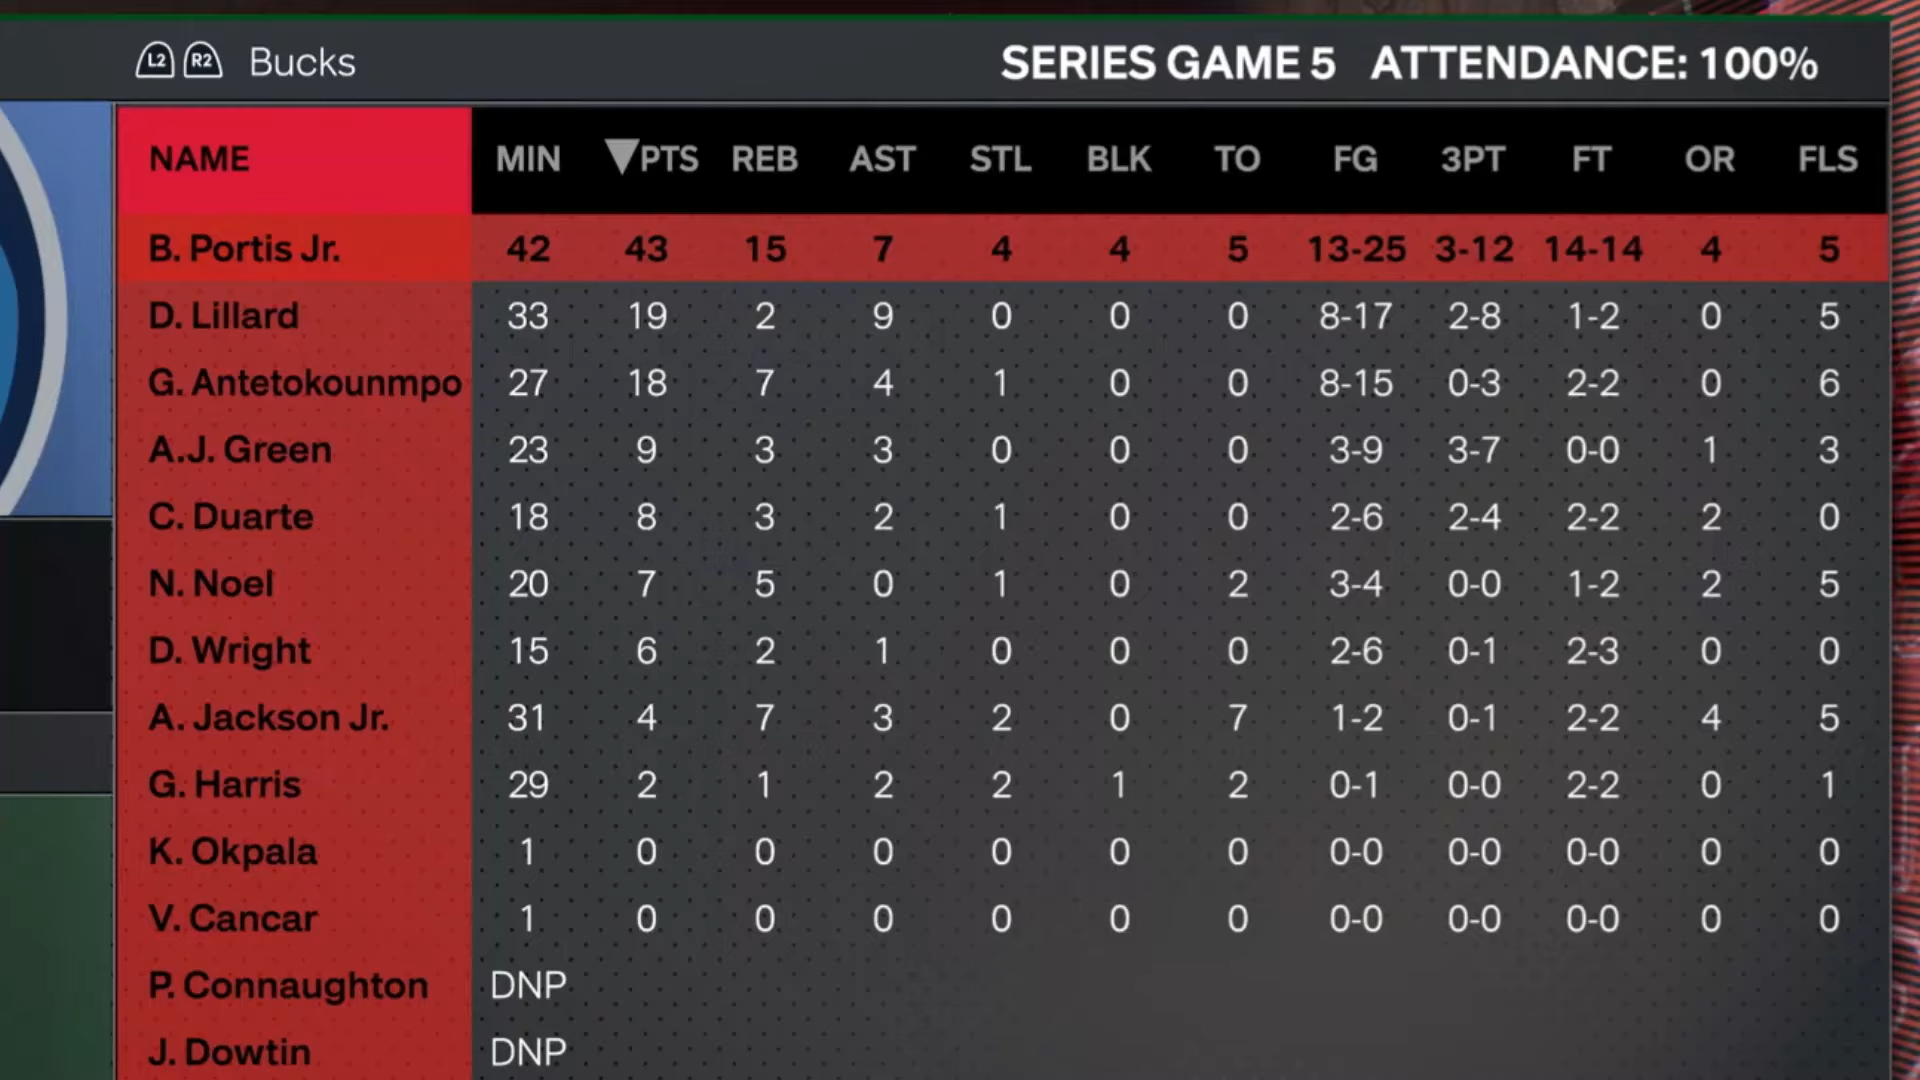 L2 R2 Bucks SERIES GAME 5 ATTENDANCE: 100%
NAME MIN PTS REB AST STL BLK TO FG 3PT FT OR FLS
B. Portis Jr. 42 43 15 7 4 4 5 13-25 3-12 14-14 4 5
D. Lillard 33 19 2 9 0 0 0 8-17 2-8 1-2 0 5
G. Antetokounmpo 27 18 7 4 1 0 0 8-15 0-3 2-2 0 6
A.J. Green 23 9 3 3 0 0 0 3-9 3-7 0-0 1 3
C. Duarte 18 8 3 2 1 0 0 2-6 2-4 2-2 2 0
N. Noel 20 7 5 0 1 0 2 3-4 0-0 1-2 2 5
D. Wright 15 6 2 1 0 0 0 2-6 0-1 2-3 0 0
A. Jackson Jr. 31 4 7 3 2 0 7 1-2 0-1 2-2 4 5
G. Harris 29 2 1 2 2 1 2 0-1 0-0 2-2 0 1
K. Okpala 1 0 0 0 0 0 0 0-0 0-0 0-0 0 0
V. Cancar 1 0 0 0 0 0 0 0-0 0-0 0-0 0 0
P. Connaughton DNP
J. Dowtin DNP